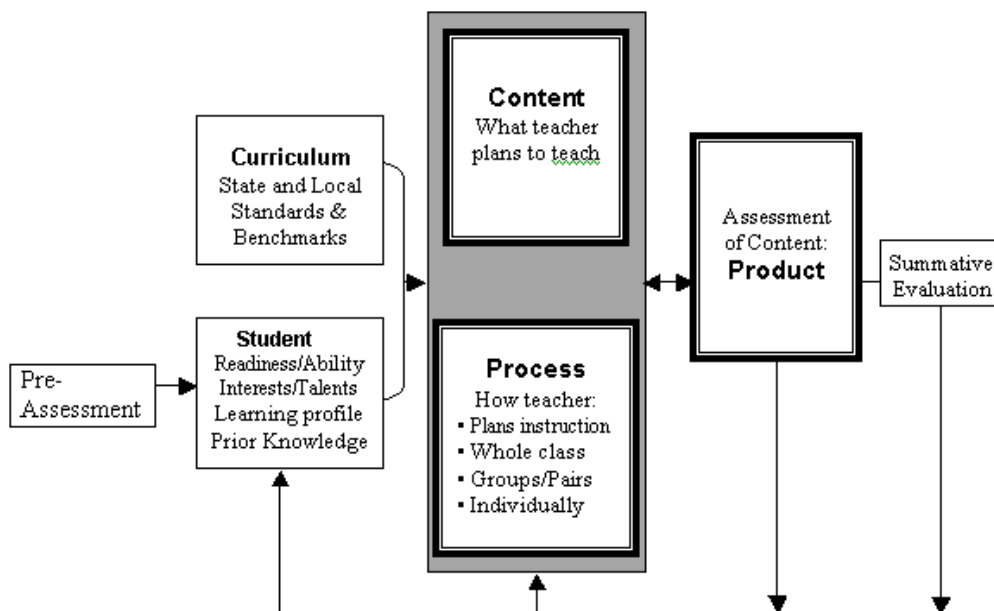 Pre-
Assessment
Curriculum
State and Local
Standards &
Benchmarks
Student
Readiness/Ability
Interests/Talents
Learning profile
Prior Knowledge
Content
What teacher
plans to teach
Process
How teacher:
▪ Plans instruction
▪ Whole class
▪ Groups/Pairs
▪ Individually
Assessment
of Content:
Product
Summative
Evaluation